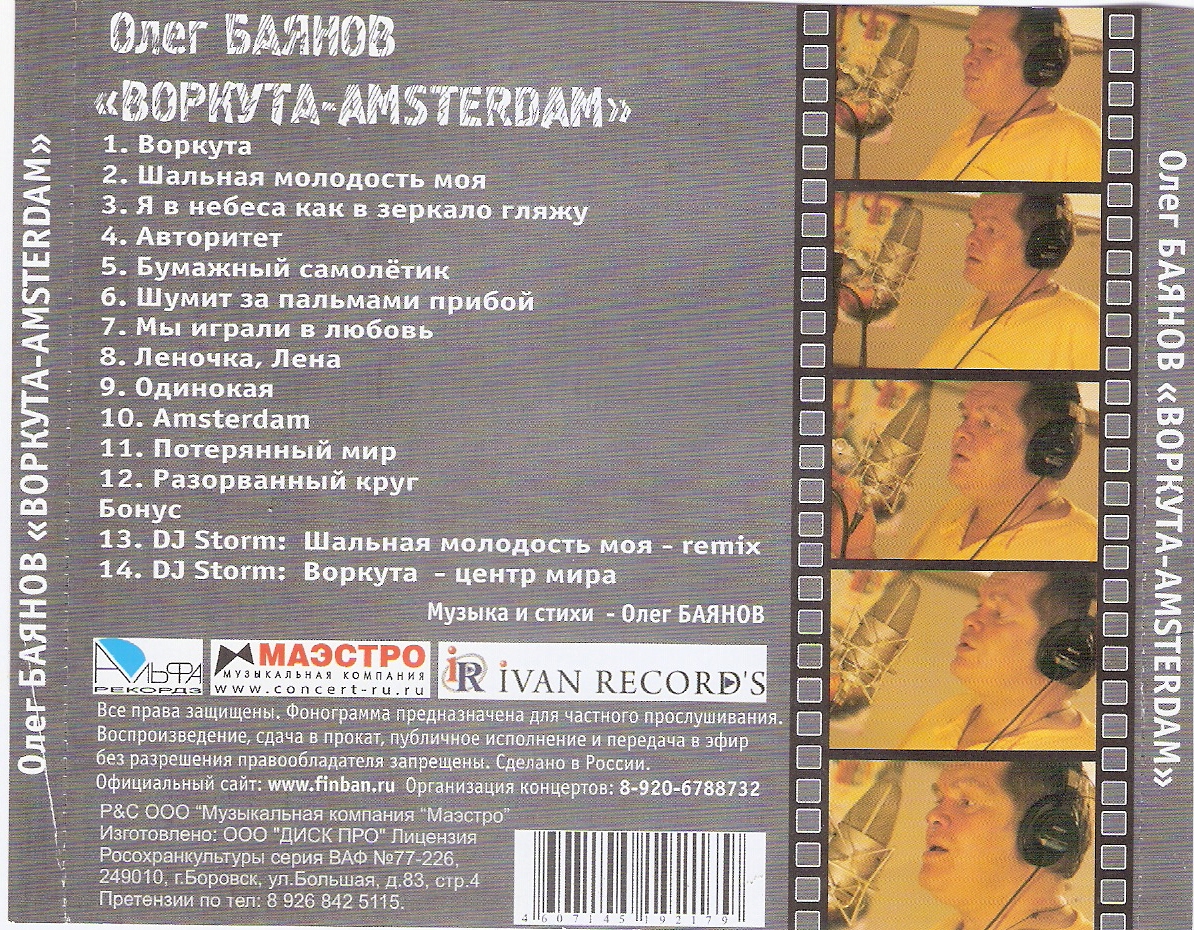 Олег БАЯНОВ
«ВОРКУТА-AMSTERDAM»
1. Воркута
2. Шальная молодость моя
3. Я в небеса как в зеркало гляжу
4. Авторитет
5. Бумажный самолётик
6. Шумит за пальмами прибой
7. Мы играли в любовь
8. Леночка, Лена
9. Одинокая
10. Amsterdam
11. Потерянный мир
12. Разорванный круг
Бонус
13. DJ Storm: Шальная молодость моя - remix
14. DJ Storm: Воркута - центр мира
Музыка и стихи - Олег БАЯНОВ
АЛЬФА
РЕКОРДЗ
МАЭСТРО
МУЗЫКАЛЬНАЯ КОМПАНИЯ
www.concert-ru.ru
iR IVAN RECORD'S
Все права защищены. Фонограмма предназначена для частного прослушивания.
Воспроизведение, сдача в прокат, публичное исполнение и передача в эфир
без разрешения правообладателя запрещены. Сделано в России.
Официальный сайт: www.finban.ru Организация концертов: 8-920-6788732
P&C ООО "Музыкальная компания "Маэстро"
Изготовлено: ООО "ДИСК ПРО" Лицензия
Росохранкультуры серия ВАФ №77-226,
249010, г.Боровск, ул.Большая, д.83, стр.4
Претензии по тел: 8 926 842 5115.
4607145192179
Олег БАЯНОВ «ВОРКУТА-AMSTERDAM»
Олег БАЯНОВ «ВОРКУТА-AMSTERDAM»